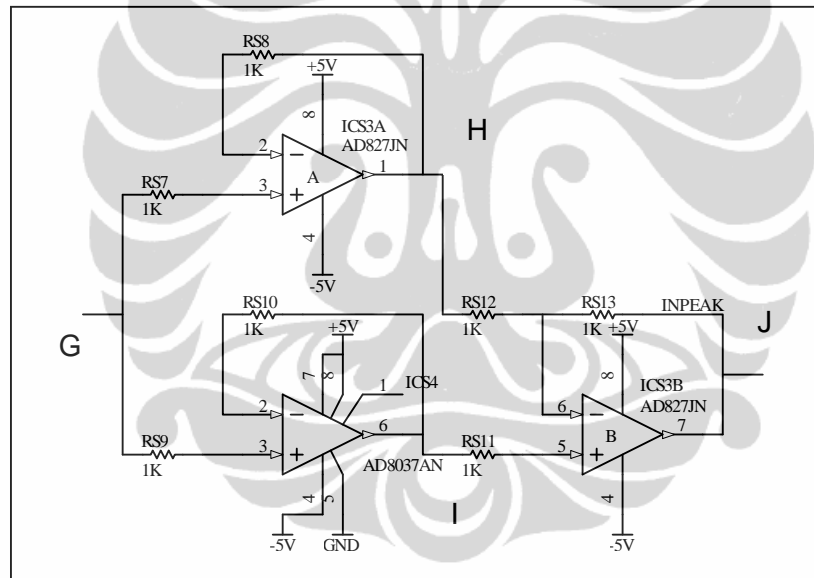 RS8
1K
+5V
8
ICS3A
AD827JN
H
2
A
1
RS7
1K
3
4
-5V
RS10
1K
+5V
RS12
1K
RS13
1K
+5V
INPEAK
J
G
7
8
1
ICS4
2
6
3
RS9
1K
AD8037AN
RS11
1K
8
ICS3B
AD827JN
6
B
7
5
4
5
-5V
GND
I
4
-5V